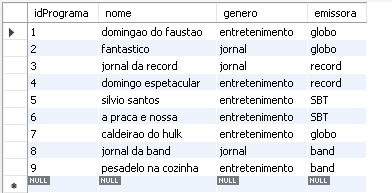 idPrograma nome genero emissora
1 domingao do faustao entretenimento globo
2 fantastico jornal globo
3 jornal da record jornal record
4 domingo espetacular entretenimento record
5 silvio santos entretenimento SBT
6 a praca e nossa entretenimento SBT
7 caldeirao do hulk entretenimento globo
8 jornal da band jornal band
9 pesadelo na cozinha entretenimento band
NULL NULL NULL NULL